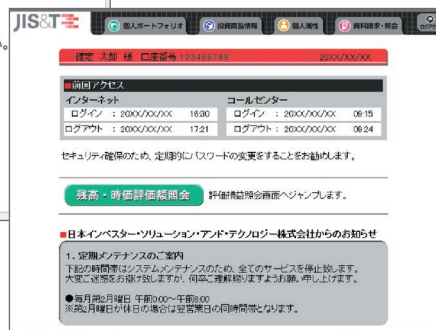 。
JIS&T
個人ポートフォリオ
投資商品情報
個人属性
資料請求・照会
確定 太郎 様 口座番号 123456789 20XX/XX/XX
■前回アクセス
インターネット コールセンター
ログイン : 20XX/XX/XX 16:30 ログイン : 20XX/XX/XX 09:15
ログアウト : 20XX/XX/XX 17:21 ログアウト : 20XX/XX/XX 09:24
セキュリティ確保のため、定期的にパスワードの変更をすることをお勧めします。
残高・時価評価額照会 評価損益照会画面へジャンプします。
■日本インベスター・ソリューション・アンド・テクノロジー株式会社からのお知らせ
1. 定期メンテナンスのご案内
下記の時間帯はシステムメンテナンスのため、全てのサービスを停止致します。
大変ご迷惑をお掛け致しますが、何卒ご理解賜りますようお願い申し上げます。
●毎月第2月曜日 午前0:00～午前6:00
※第2月曜日が休日の場合は翌営業日の同時間帯となります。